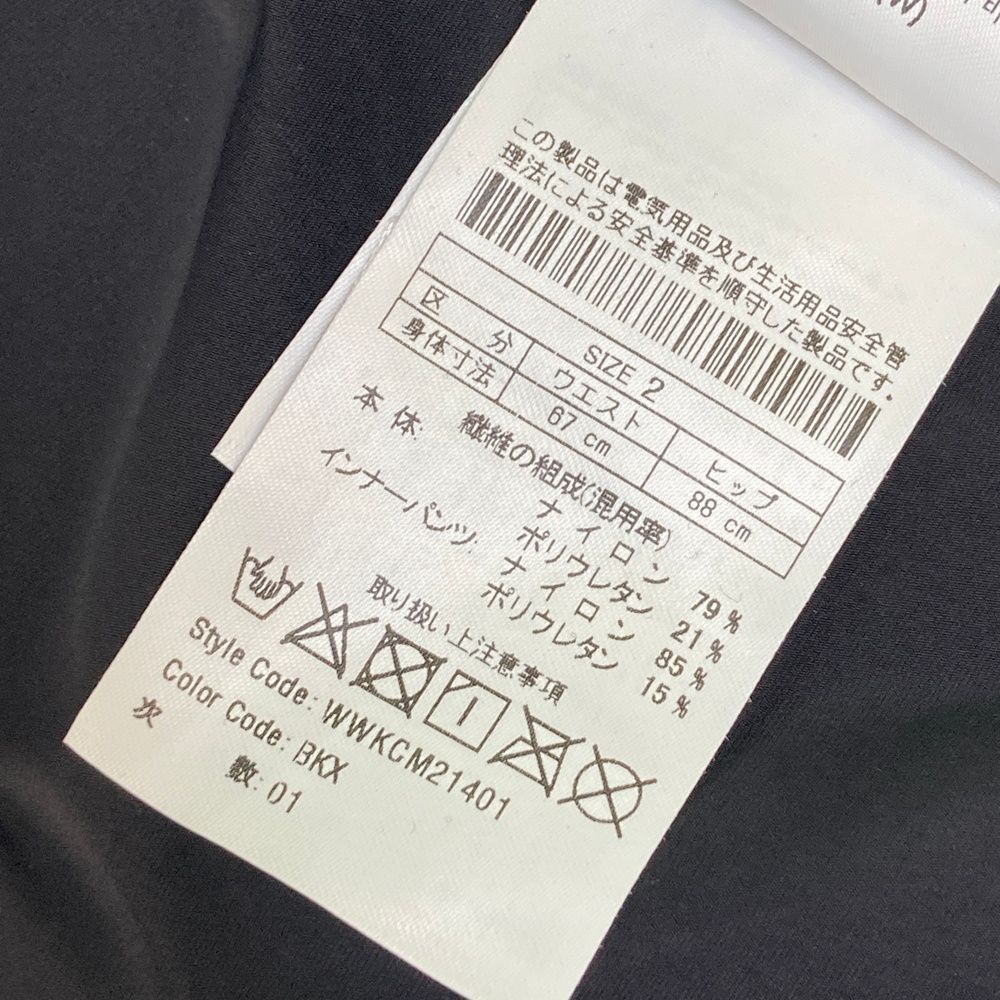 この製品は電気用品及び生活用品安全管
理法による安全基準を順守した製品です.
SIZE 2
区 分 ウエスト ヒップ
身体寸法 67 cm 88 cm
繊維の組成(混用率)
本 体: ナ イ ロ ン 79 %
ポリウレタン 21 %
インナーパンツ: ナ イ ロ ン 85 %
ポリウレタン 15 %
取り扱い上注意事項
Style Code: WWKCM21401
Color Code: BKX
次 数: 01